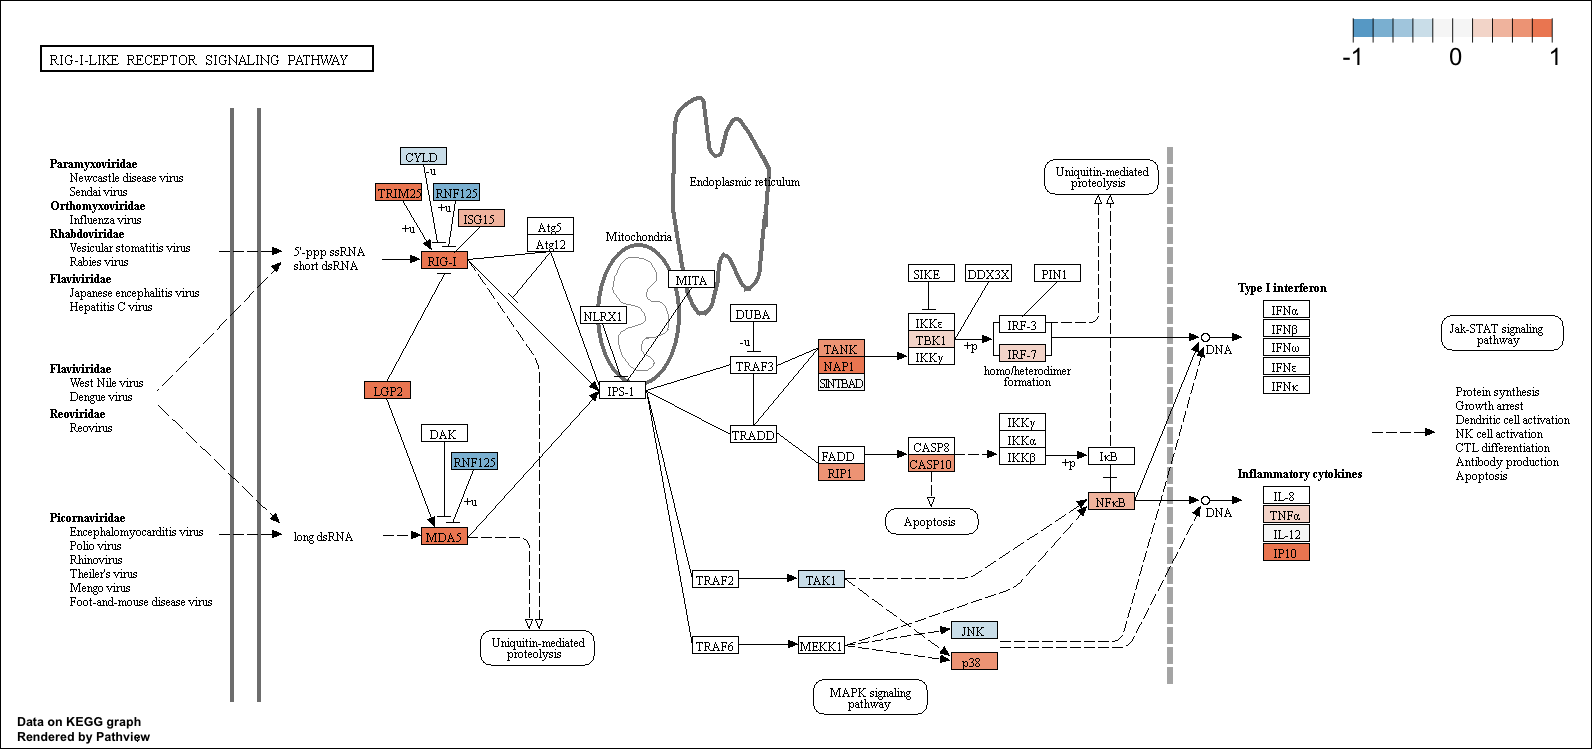 RIG-I-LIKE RECEPTOR SIGNALING PATHWAY
-1
0
1
Paramyxoviridae
Newcastle disease virus
Sendai virus
Orthomyxoviridae
Influenza virus
Rhabdoviridae
Vesicular stomatitis virus
Rabies virus
Flaviviridae
Japanese encephalitis virus
Hepatitis C virus
Flaviviridae
West Nile virus
Dengue virus
Reoviridae
Reovirus
Picornaviridae
Encephalomyocarditis virus
Polio virus
Rhinovirus
Theiler's virus
Mengo virus
Foot-and-mouse disease virus
5'-ppp ssRNA
short dsRNA
long dsRNA
CYLD
-u
TRIM25
RNF125
+u
ISG15
+u
RIG-I
LGP2
DAK
RNF125
+u
MDA5
Atg5
Atg12
Uniquitin-mediated
proteolysis
Mitochondria
Endoplasmic reticulum
NLRX1
MITA
IPS-1
DUBA
-u
TRAF3
TRADD
TANK
NAP1
SINTBAD
FADD
RIP1
TRAF2
TAK1
TRAF6
MEKK1
SIKE
DDX3X
PIN1
IKKε
TBK1
IKKγ
+p
IRF-3
IRF-7
homo/heterodimer
formation
Uniquitin-mediated
proteolysis
CASP8
CASP10
Apoptosis
IKKγ
IKKα
IKKβ
+p
IκB
NFκB
JNK
p38
MAPK signaling
pathway
DNA
DNA
Type I interferon
IFNα
IFNβ
IFNω
IFNε
IFNκ
Inflammatory cytokines
IL-8
TNFα
IL-12
IP10
Jak-STAT signaling
pathway
Protein synthesis
Growth arrest
Dendritic cell activation
NK cell activation
CTL differentiation
Antibody production
Apoptosis
Data on KEGG graph
Rendered by Pathview